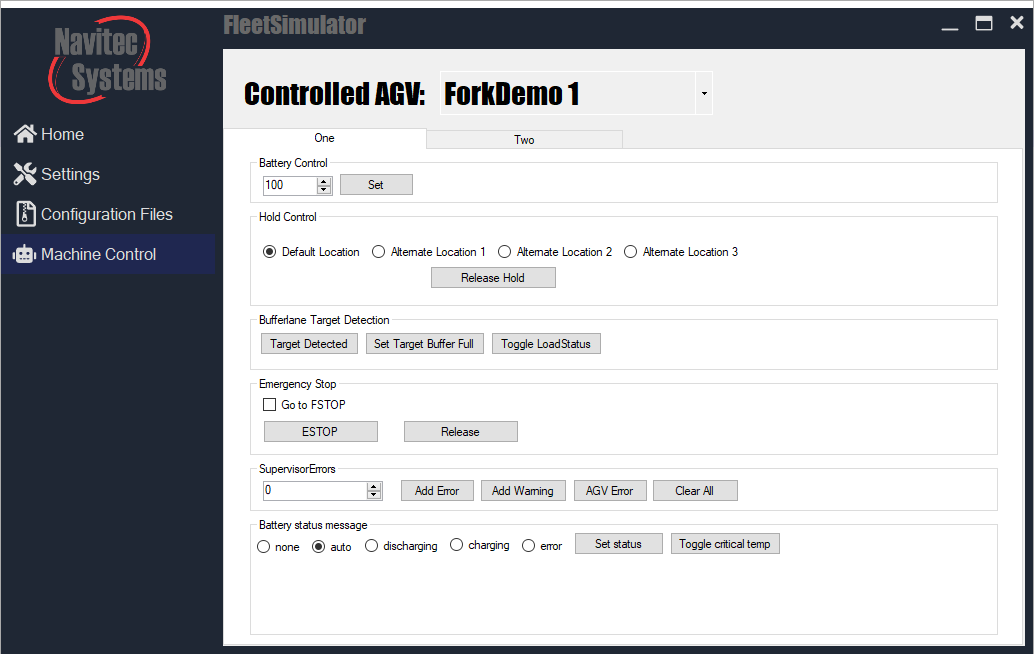 Navitec
Systems
FleetSimulator
Home
Settings
Configuration Files
Machine Control
Controlled AGV: ForkDemo 1
One Two
Battery Control
100 Set
Hold Control
Default Location Alternate Location 1 Alternate Location 2 Alternate Location 3
Release Hold
Bufferlane Target Detection
Target Detected Set Target Buffer Full Toggle LoadStatus
Emergency Stop
Go to FSTOP
ESTOP Release
SupervisorErrors
0 Add Error Add Warning AGV Error Clear All
Battery status message
none auto discharging charging error Set status Toggle critical temp